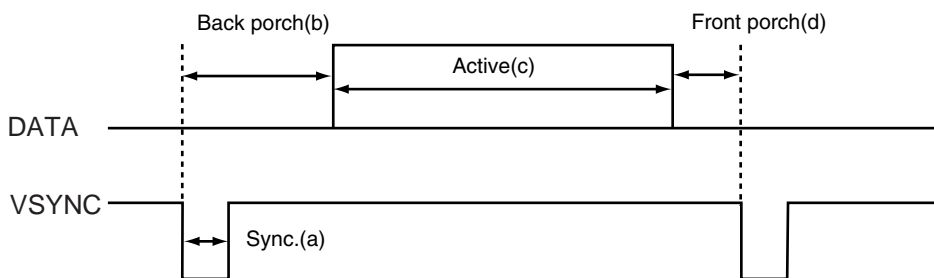 Back porch(b)
Front porch(d)
Active(c)
DATA
VSYNC
Sync.(a)